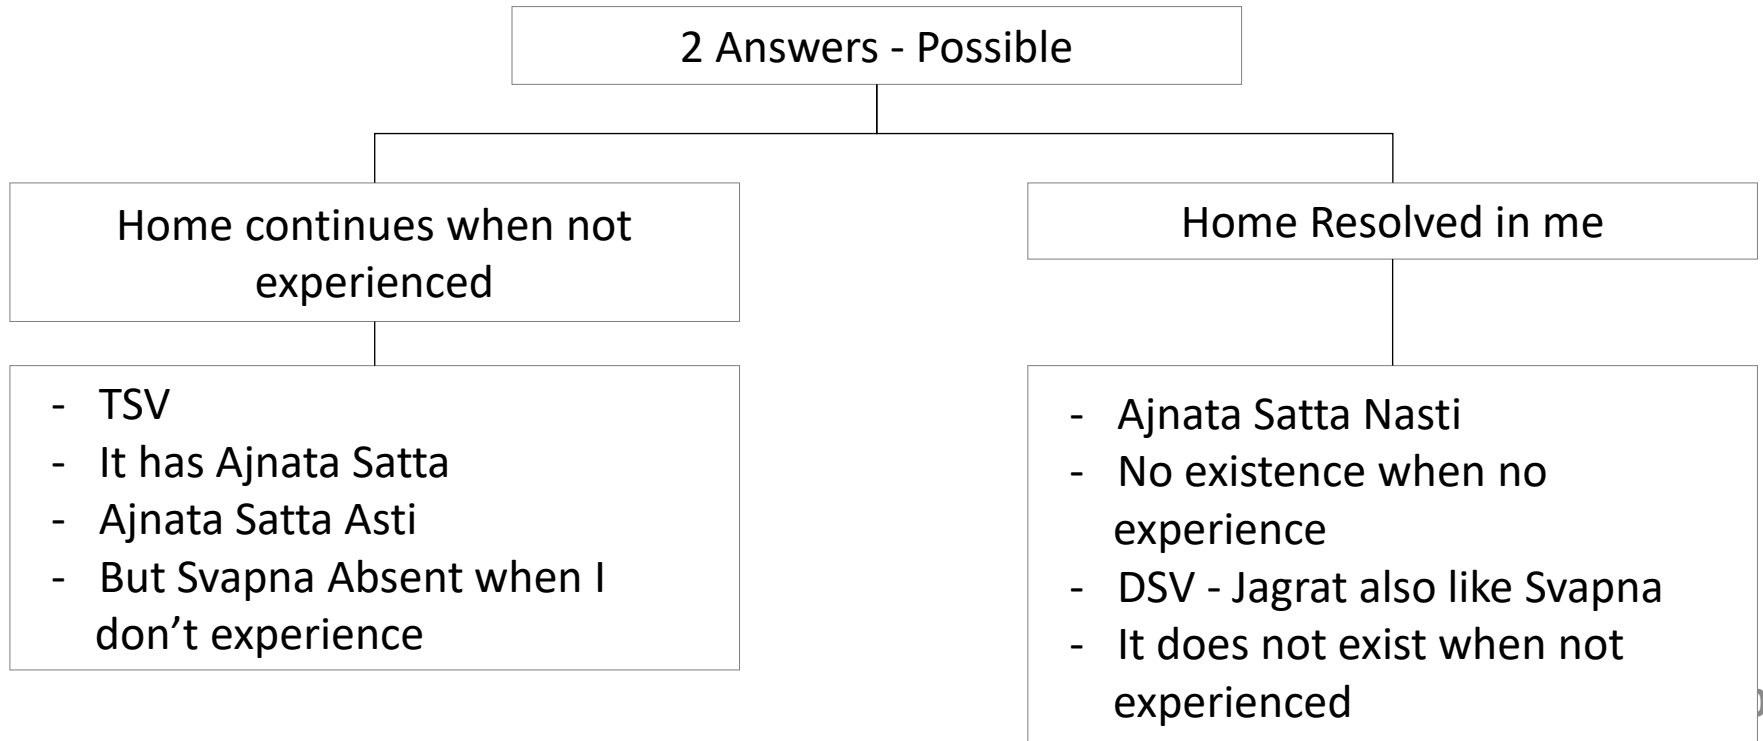 2 Answers - Possible
Home continues when not
experienced
- TSV
- It has Ajnata Satta
- Ajnata Satta Asti
- But Svapna Absent when I
don’t experience
Home Resolved in me
- Ajnata Satta Nasti
- No existence when no
experience
- DSV - Jagrat also like Svapna
- It does not exist when not
experienced